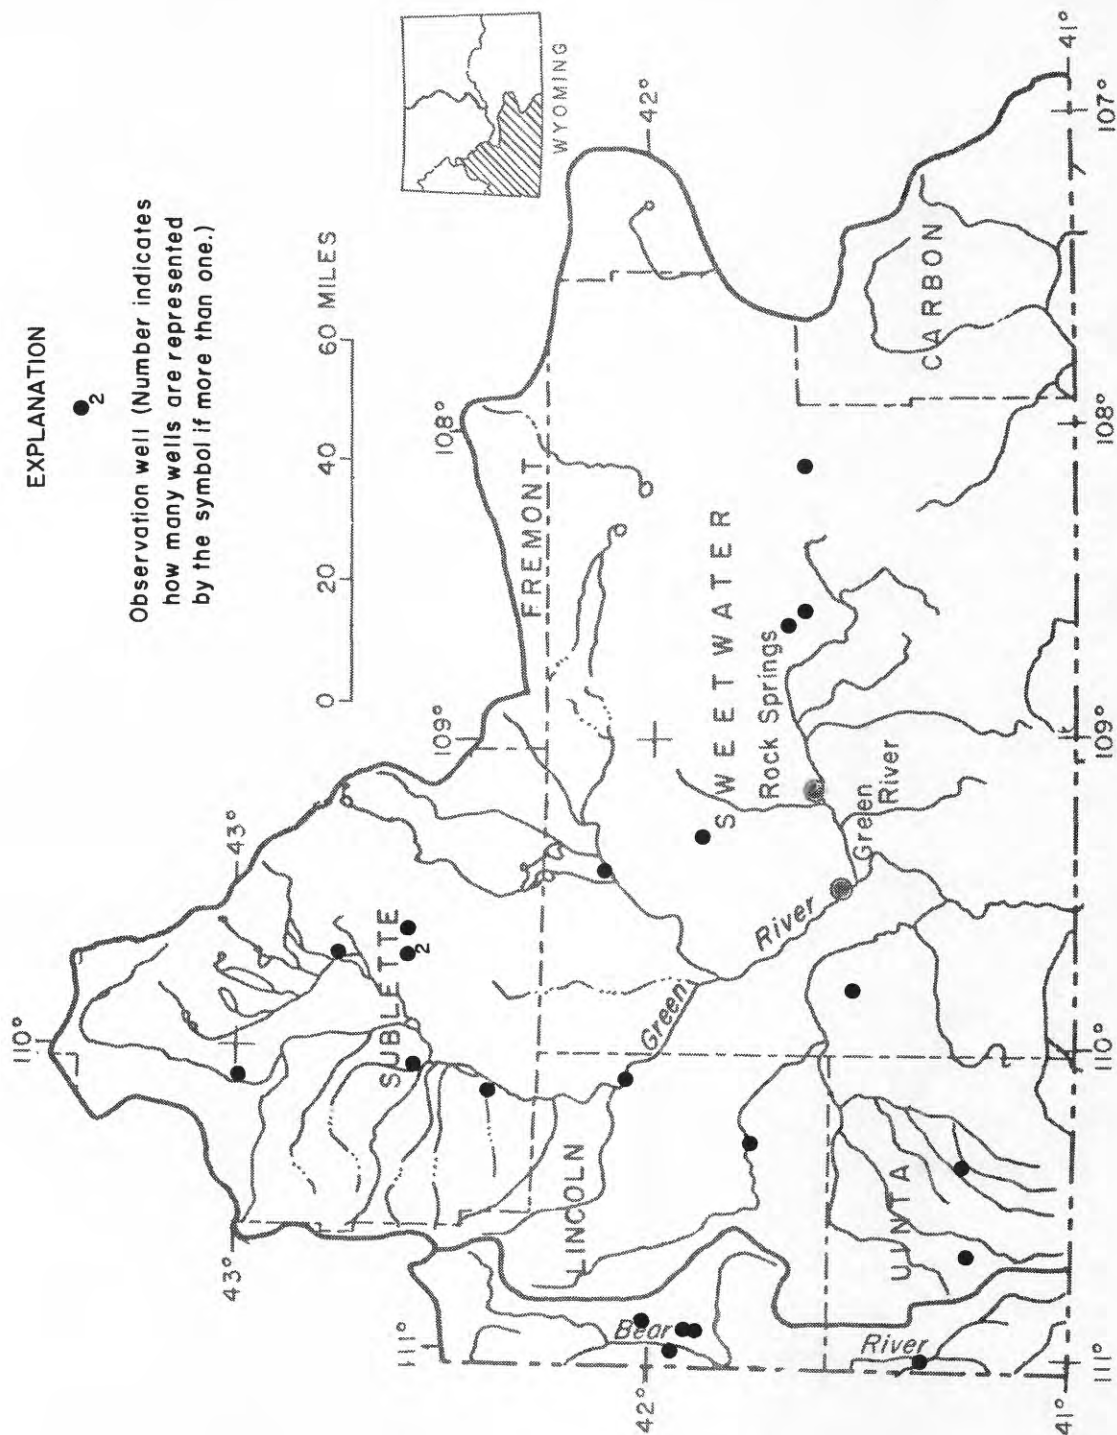 EXPLANATION
2
Observation well (Number indicates
how many wells are represented
by the symbol if more than one.)
0 20 40 60 MILES
WYOMING
110°
43°
43°
109°
108°
111°
42°
42°
SUBLETTE
2
FREMONT
LINCOLN
Green
River
SWEETWATER
Rock Springs
Green
River
CARBON
UINTA
Bear
River
41°
111°
110°
109°
108°
107°
41°